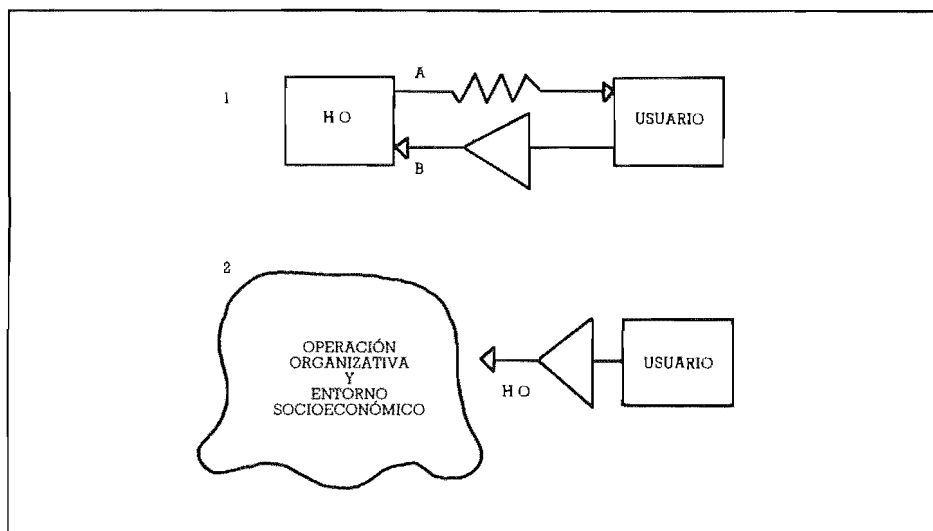 1
A
H O
USUARIO
B
2
OPERACIÓN
ORGANIZATIVA
Y
ENTORNO
SOCIOECONÓMICO
H O
USUARIO